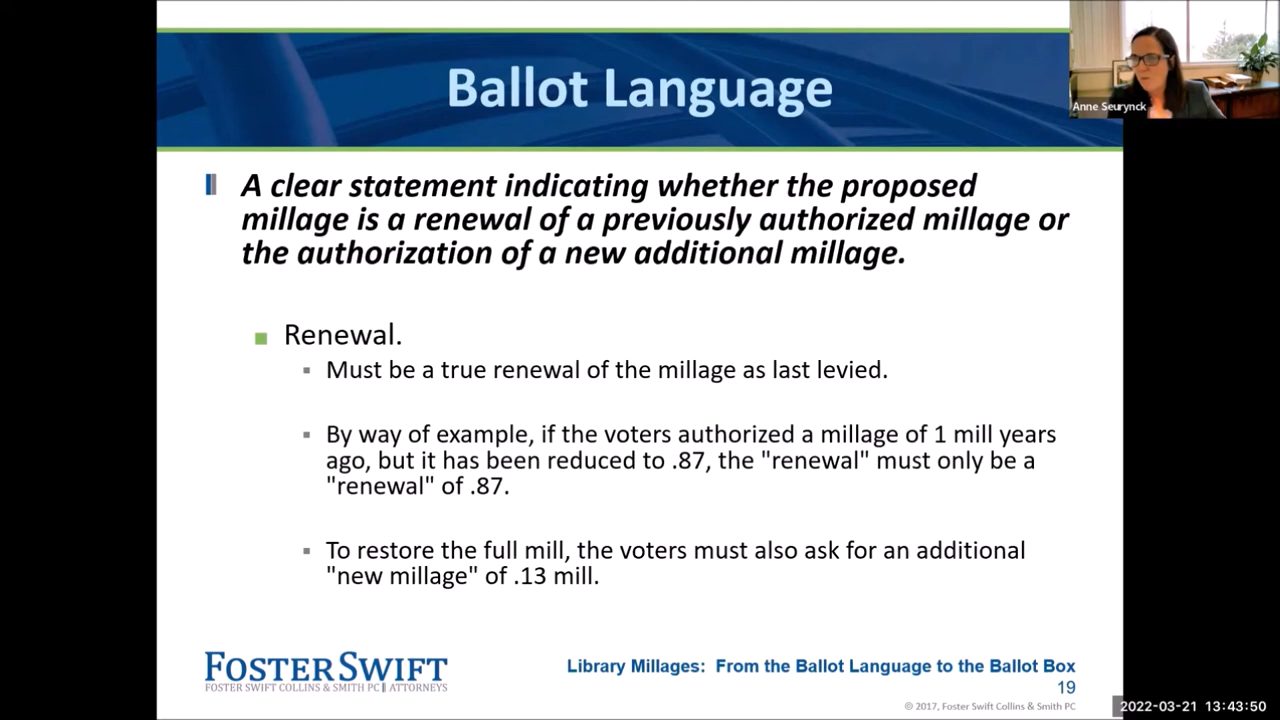 Ballot Language
Anne Seurynck
A clear statement indicating whether the proposed
millage is a renewal of a previously authorized millage or
the authorization of a new additional millage.
Renewal.
Must be a true renewal of the millage as last levied.
By way of example, if the voters authorized a millage of 1 mill years
ago, but it has been reduced to .87, the "renewal" must only be a
"renewal" of .87.
To restore the full mill, the voters must also ask for an additional
"new millage" of .13 mill.
FOSTER SWIFT
FOSTER SWIFT COLLINS & SMITH PC || ATTORNEYS
Library Millages: From the Ballot Language to the Ballot Box
19
© 2017, Foster Swift Collins & Smith PC
2022-03-21 13:43:50